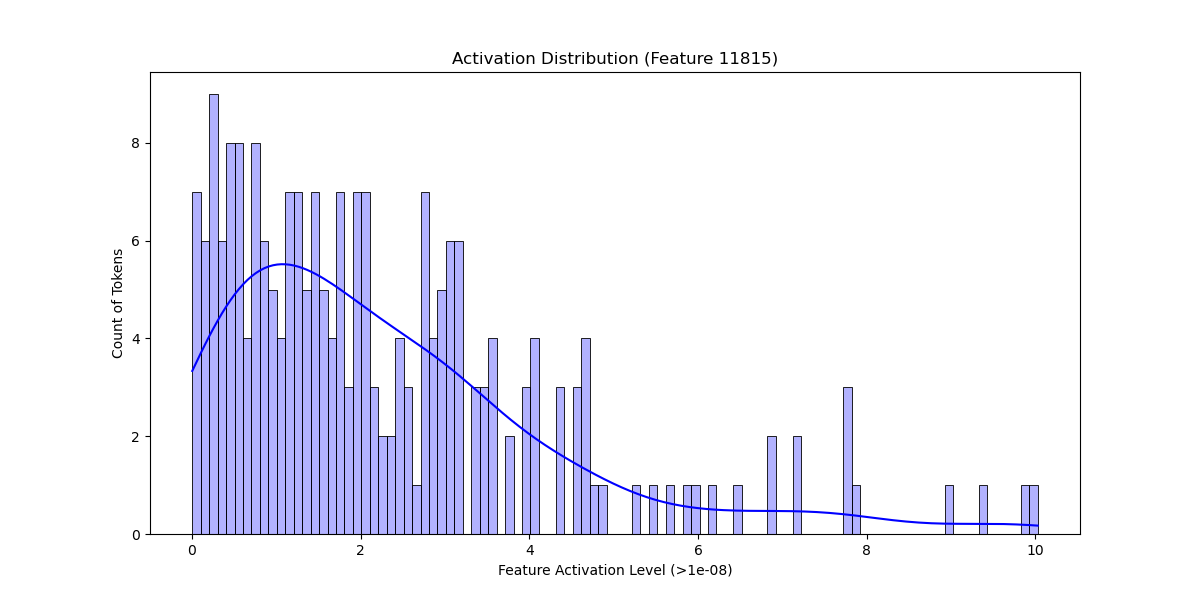 Activation Distribution (Feature 11815)
Count of Tokens
8
6
4
2
0
0 2 4 6 8 10
Feature Activation Level (>1e-08)